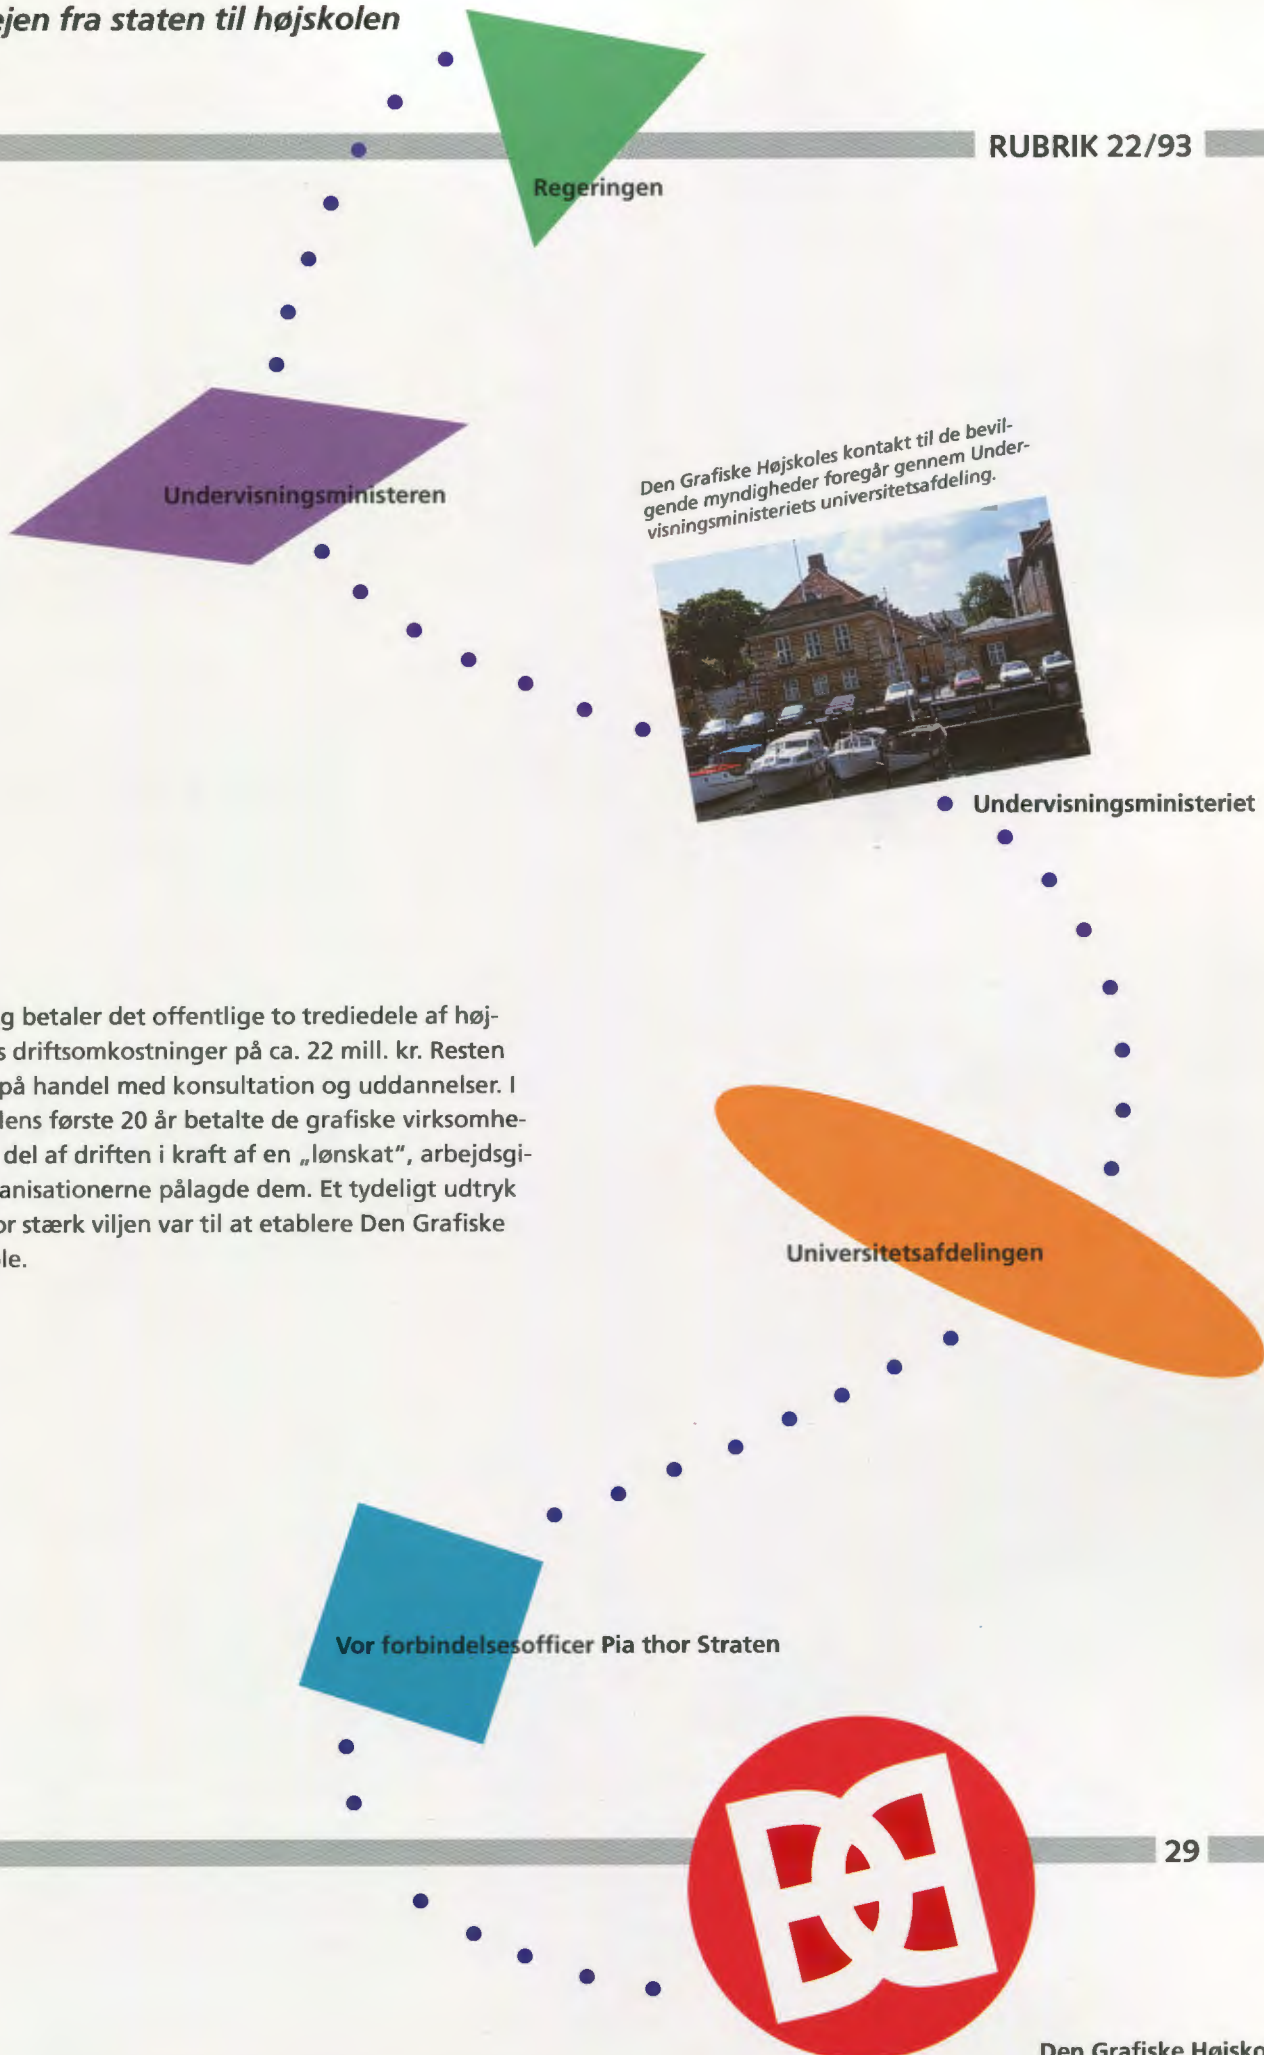 ejen fra staten til højskolen
RUBRIK 22/93
Regeringen
Undervisningsministeren
Den Grafiske Højskoles kontakt til de bevil-
gende myndigheder foregår gennem Under-
visningsministeriets universitetsafdeling.
Undervisningsministeriet
g betaler det offentlige to trediedele af høj-
s driftsomkostninger på ca. 22 mill. kr. Resten
på handel med konsultation og uddannelser. I
lens første 20 år betalte de grafiske virksomhe-
del af driften i kraft af en „lønskat“, arbejdsgi-
anisationerne pålagde dem. Et tydeligt udtryk
or stærk viljen var til at etablere Den Grafiske
le.
Universitetsafdelingen
Vor forbindelsesofficer Pia thor Straten
29
Den Grafiske Højsko